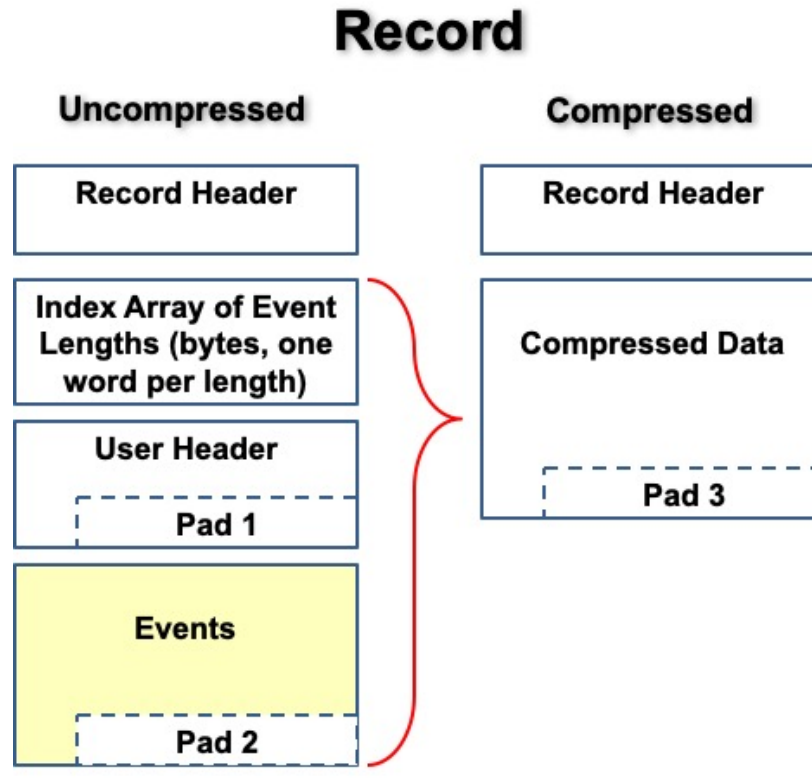 Record
Uncompressed
Record Header
Index Array of Event
Lengths (bytes, one
word per length)
User Header
Pad 1
Events
Pad 2
Compressed
Record Header
Compressed Data
Pad 3